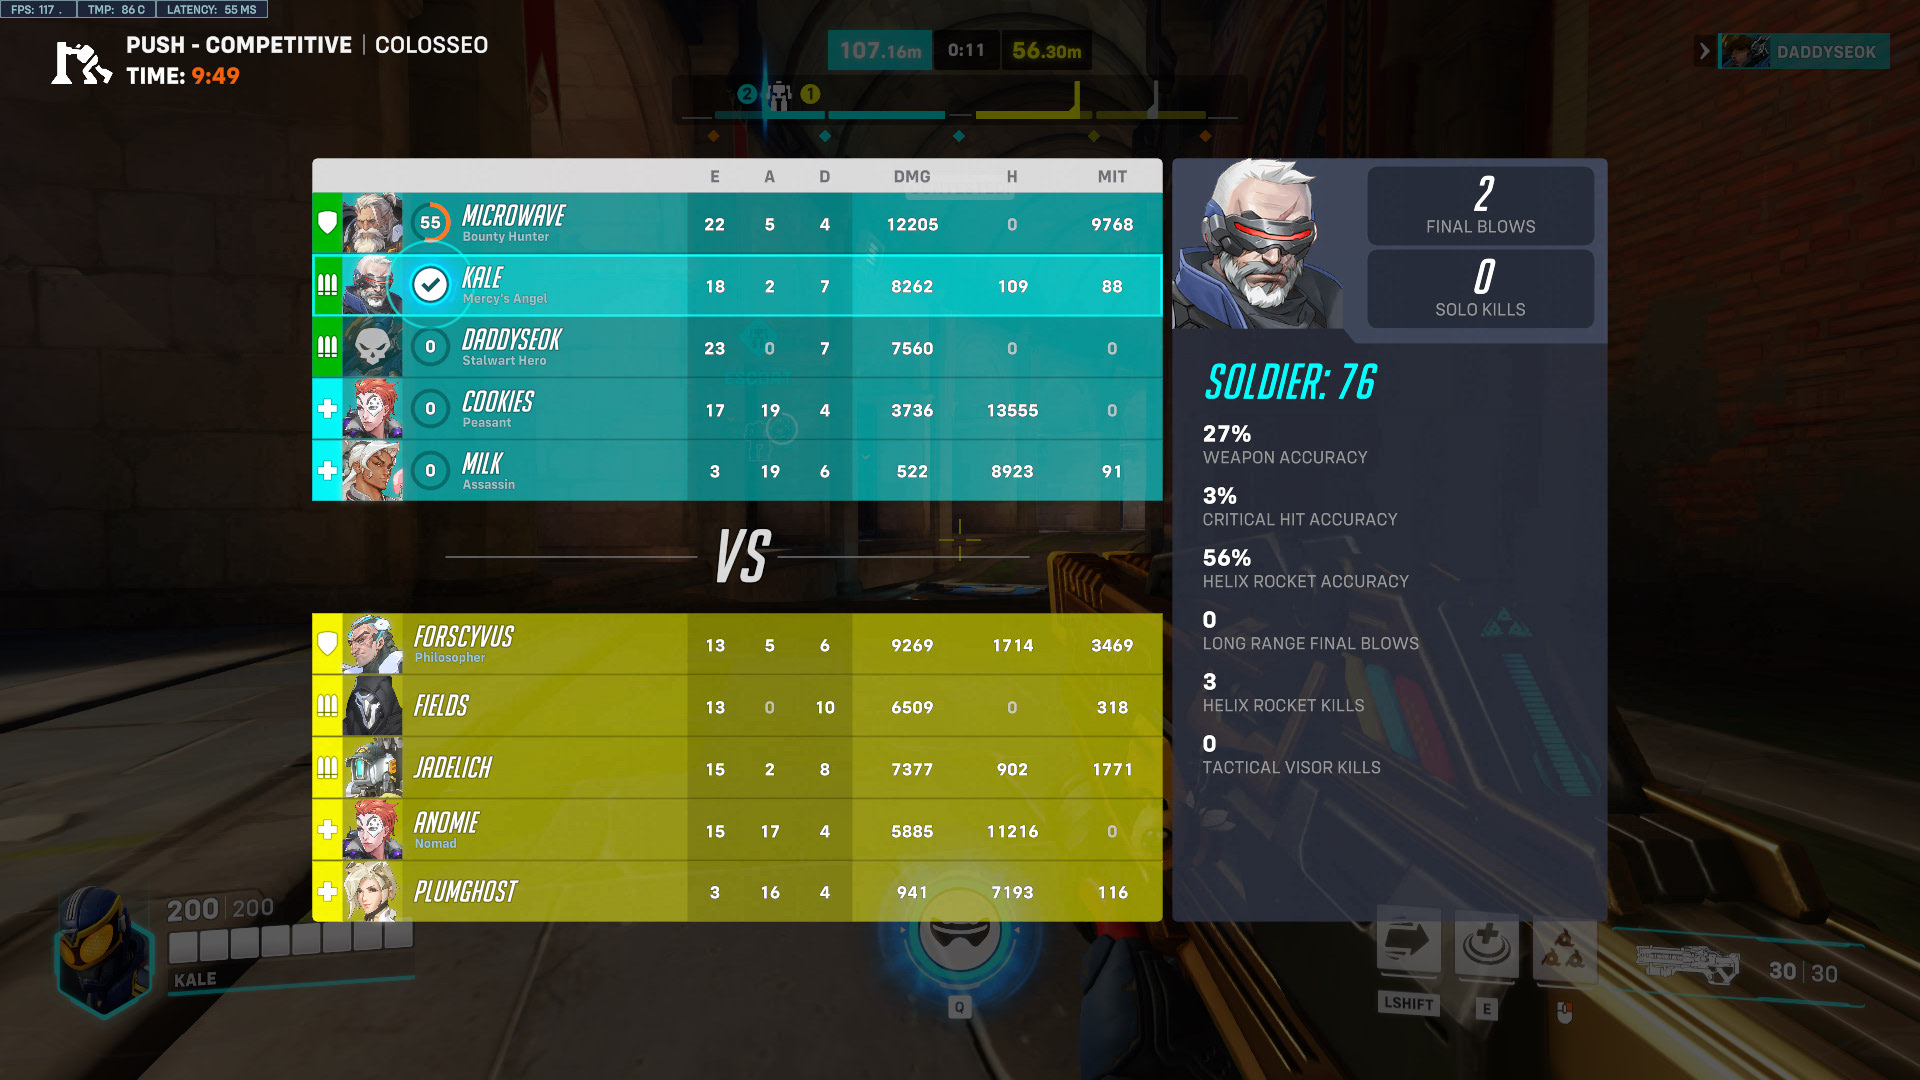 FPS: 117 . TMP: 86 C LATENCY: 55 MS
PUSH - COMPETITIVE | COLOSSEO
TIME: 9:49
107.16m 0:11 56.30m
DADDYSEOK
2 1
E A D DMG H MIT
55 MICROWAVE 22 5 4 12205 0 9768
Bounty Hunter
KALE 18 2 7 8262 109 88
Mercy's Angel
0 DADDYSEOK 23 0 7 7560 0 0
Stalwart Hero
ESCORT
0 COOKIES 17 19 4 3736 13555 0
Peasant
0 MILK 3 19 6 522 8923 91
Assassin
VS
FORSCYVUS 13 5 6 9269 1714 3469
Philosopher
FIELDS 13 0 10 6509 0 318
JADELICH 15 2 8 7377 902 1771
ANOMIE 15 17 4 5885 11216 0
Nomad
PLUMGHOST 3 16 4 941 7193 116
2
FINAL BLOWS
0
SOLO KILLS
SOLDIER: 76
27%
WEAPON ACCURACY
3%
CRITICAL HIT ACCURACY
56%
HELIX ROCKET ACCURACY
0
LONG RANGE FINAL BLOWS
3
HELIX ROCKET KILLS
0
TACTICAL VISOR KILLS
200 | 200
KALE
Q
LSHIFT
E
30 | 30